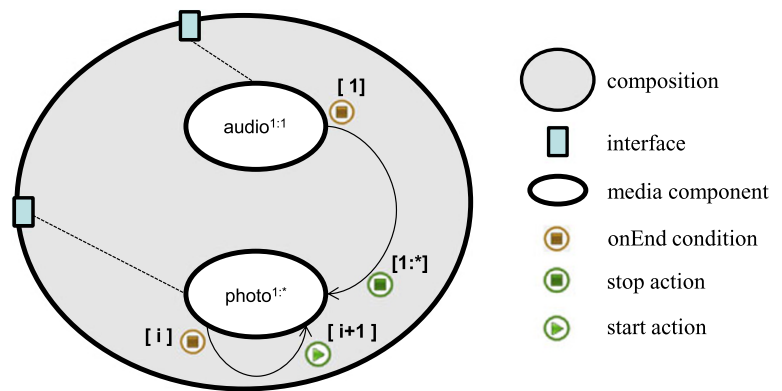 [ 1]
audio1:1
[1:*]
photo1:*
[ i ]
[ i+1 ]
composition
interface
media component
onEnd condition
stop action
start action